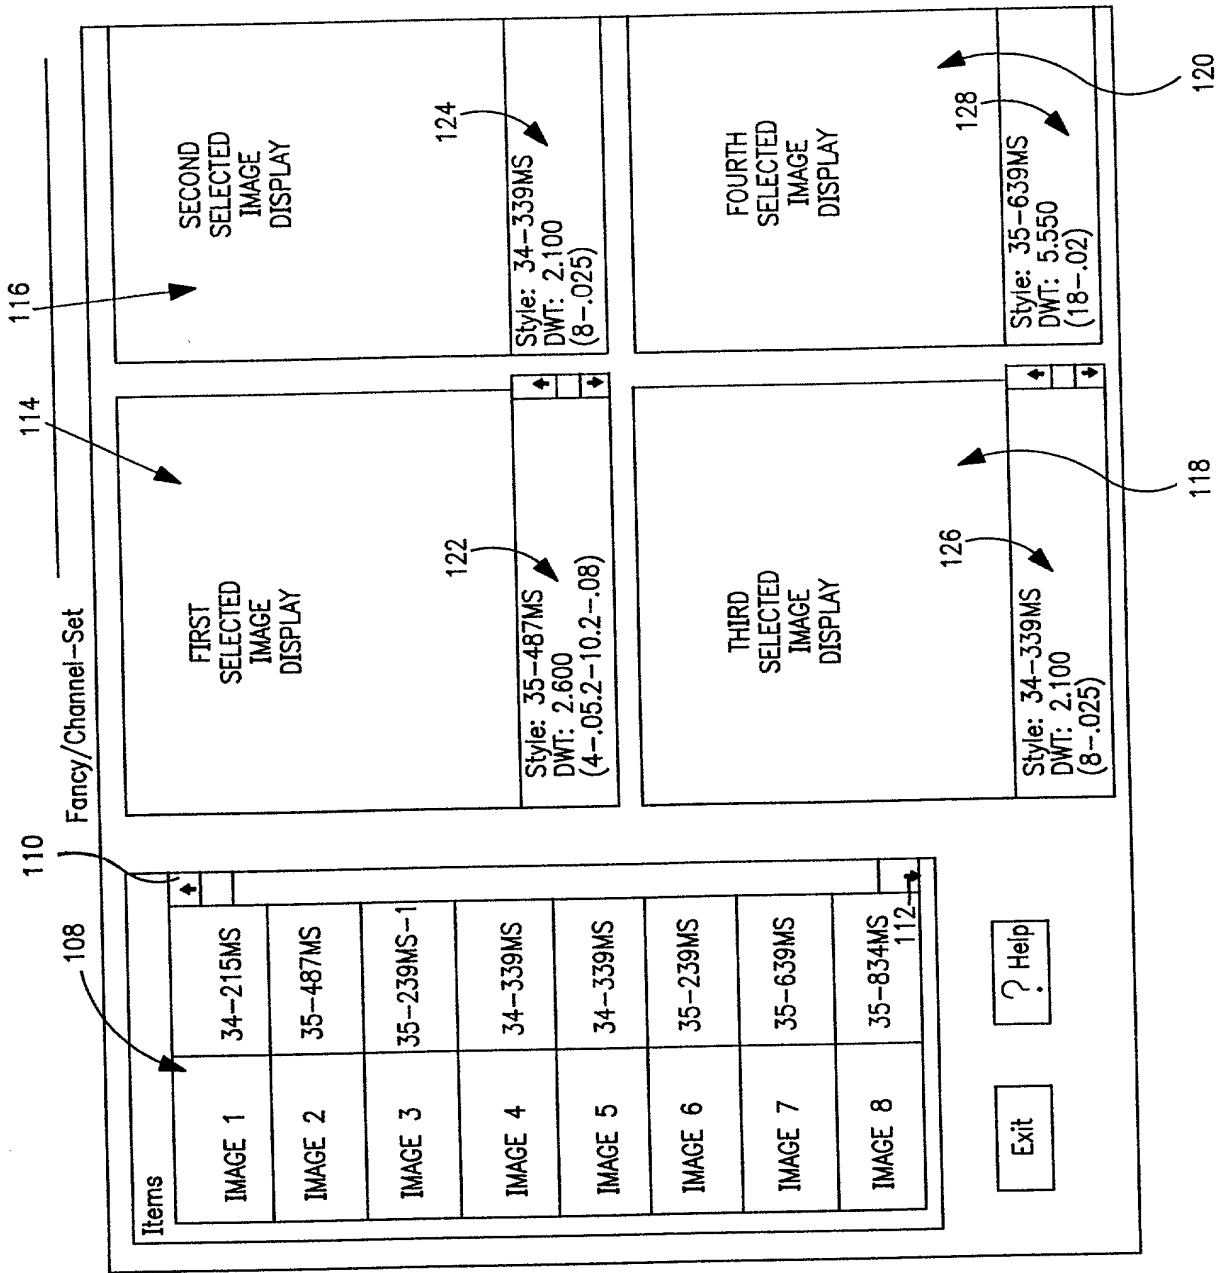 Fancy/Channel-Set
110
114
116
108
Items
IMAGE 1 34-215MS
IMAGE 2 35-487MS
IMAGE 3 35-239MS-1
IMAGE 4 34-339MS
IMAGE 5 34-339MS
IMAGE 6 35-239MS
IMAGE 7 35-639MS
IMAGE 8 35-834MS
112
Exit
? Help
FIRST
SELECTED
IMAGE
DISPLAY
122
Style: 35-487MS
DWT: 2.600
(4-.05.2-10.2-.08)
SECOND
SELECTED
IMAGE
DISPLAY
124
Style: 34-339MS
DWT: 2.100
(8-.025)
THIRD
SELECTED
IMAGE
DISPLAY
126
Style: 34-339MS
DWT: 2.100
(8-.025)
118
FOURTH
SELECTED
IMAGE
DISPLAY
128
Style: 35-639MS
DWT: 5.550
(18-.02)
120